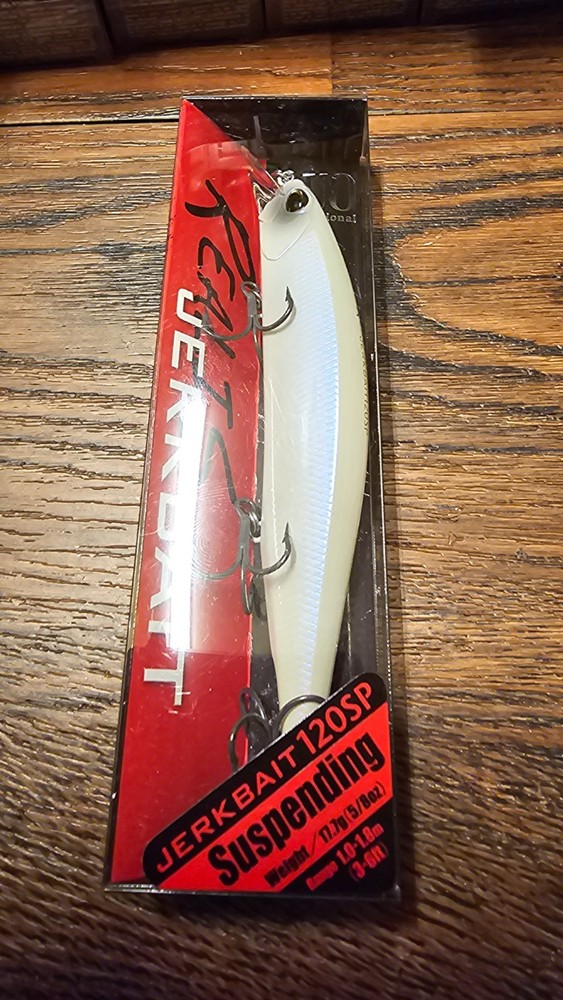 REALIS
JERKBAIT
JERKBAIT 120SP
Suspending
Weight / 17.7g(5/8oz)
Range 1.0-1.8m
(3-6ft)